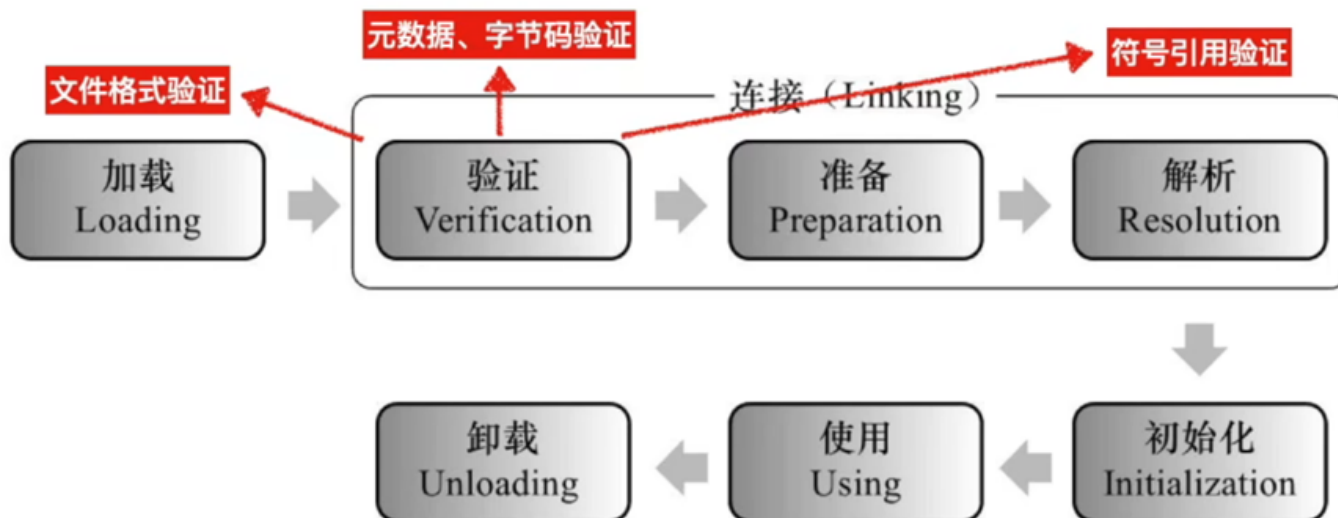 元数据、字节码验证
符号引用验证
文件格式验证
连接（Linking）
加载
Loading
验证
Verification
准备
Preparation
解析
Resolution
卸载
Unloading
使用
Using
初始化
Initialization